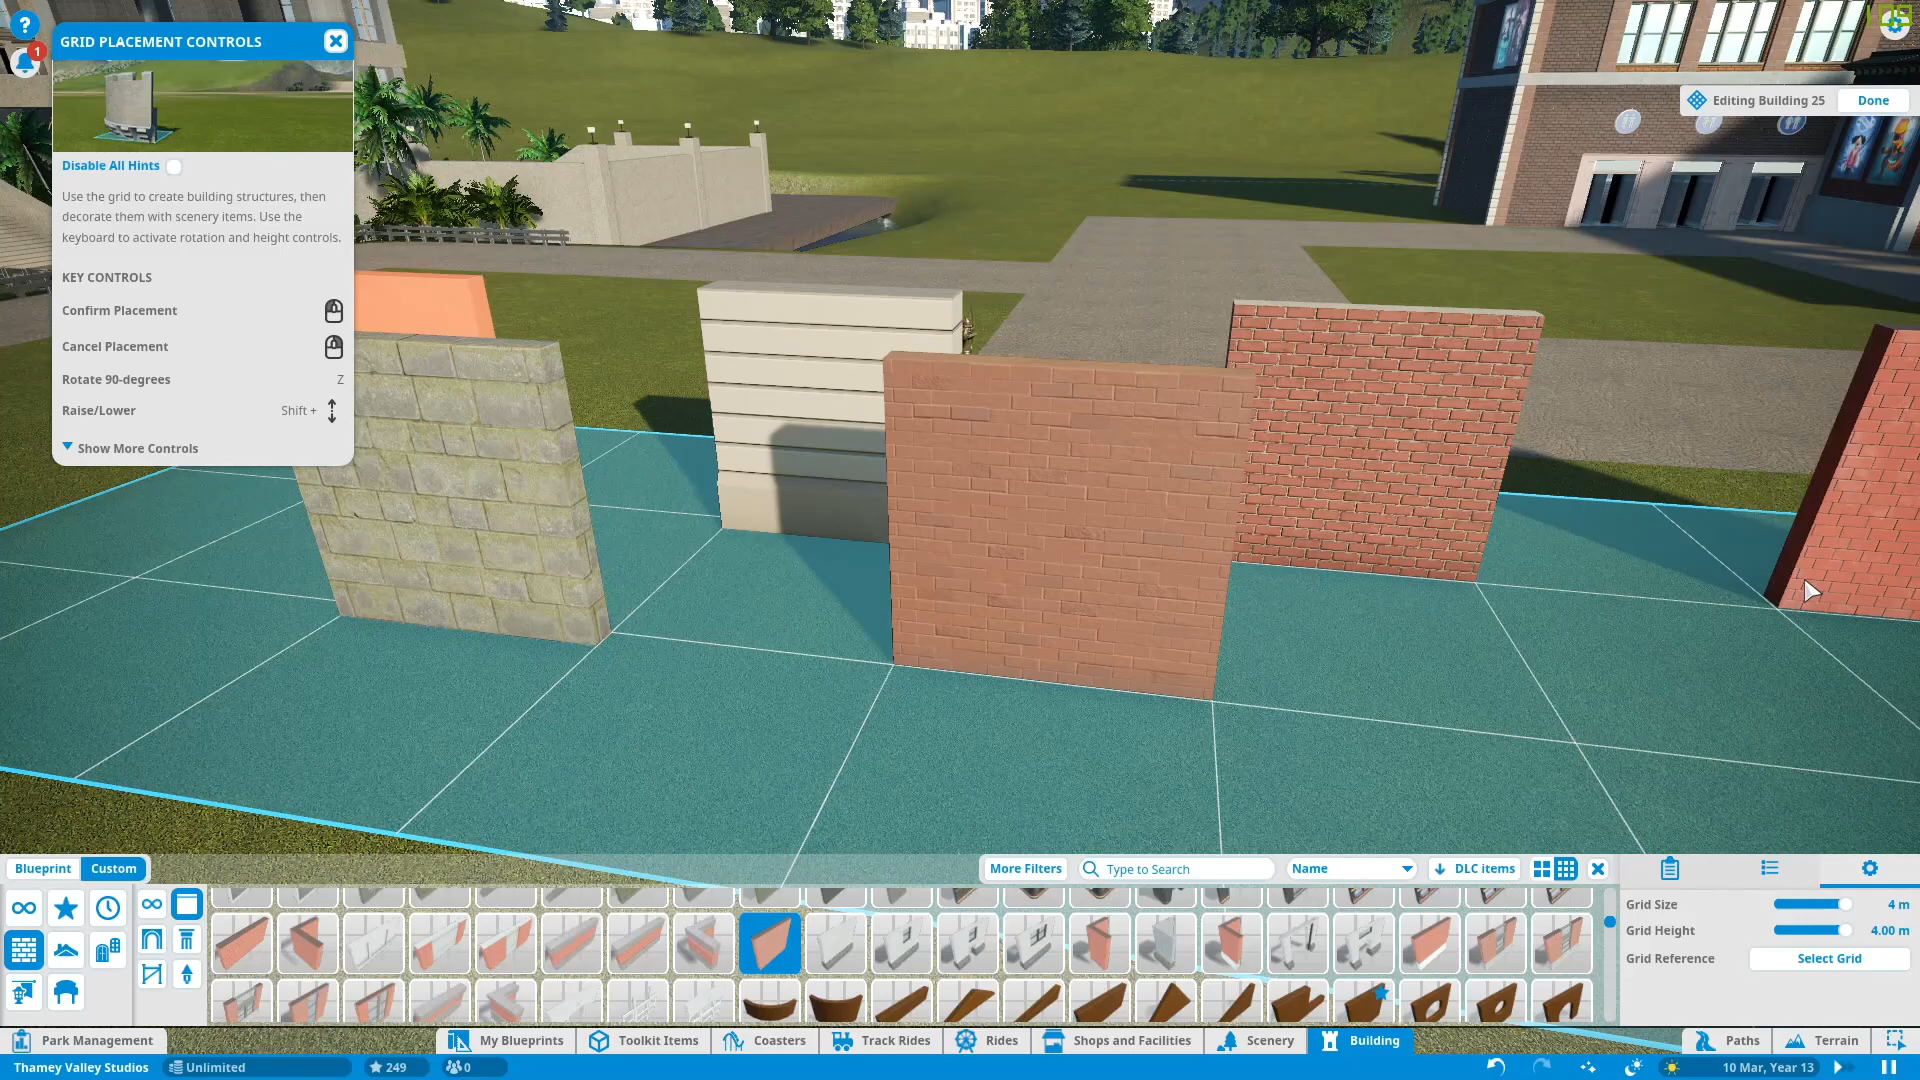 ?
1
GRID PLACEMENT CONTROLS
Disable All Hints
Use the grid to create building structures, then
decorate them with scenery items. Use the
keyboard to activate rotation and height controls.
KEY CONTROLS
Confirm Placement
Cancel Placement
Rotate 90-degrees Z
Raise/Lower Shift +
Show More Controls
Editing Building 25 Done
Blueprint Custom
More Filters Type to Search Name DLC items
Grid Size 4 m
Grid Height 4.00 m
Grid Reference Select Grid
Park Management My Blueprints Toolkit Items Coasters Track Rides Rides Shops and Facilities Scenery Building Paths Terrain
Thamey Valley Studios Unlimited 249 0 10 Mar, Year 13